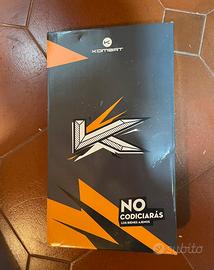 KOMBAT
K
NO
CODICIARÁS
LOS BIENES AJENOS
subito